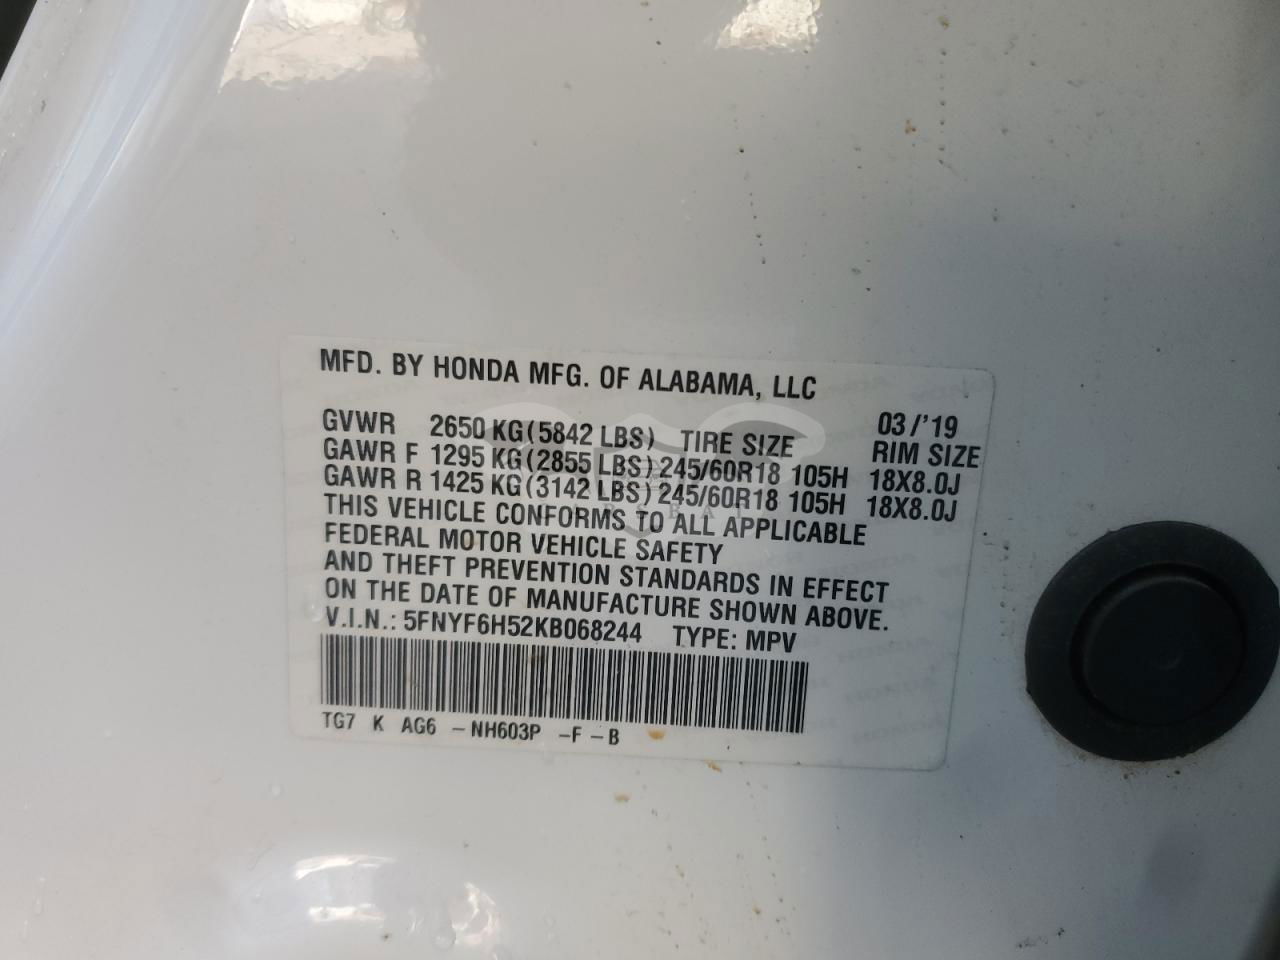 MFD. BY HONDA MFG. OF ALABAMA, LLC
03/'19
GVWR 2650 KG(5842 LBS) TIRE SIZE RIM SIZE
GAWR F 1295 KG(2855 LBS) 245/60R18 105H 18X8.0J
GAWR R 1425 KG(3142 LBS) 245/60R18 105H 18X8.0J
THIS VEHICLE CONFORMS TO ALL APPLICABLE
FEDERAL MOTOR VEHICLE SAFETY
AND THEFT PREVENTION STANDARDS IN EFFECT
ON THE DATE OF MANUFACTURE SHOWN ABOVE.
V.I.N.: 5FNYF6H52KB068244 TYPE: MPV
TG7 K AG6 -NH603P -F-B